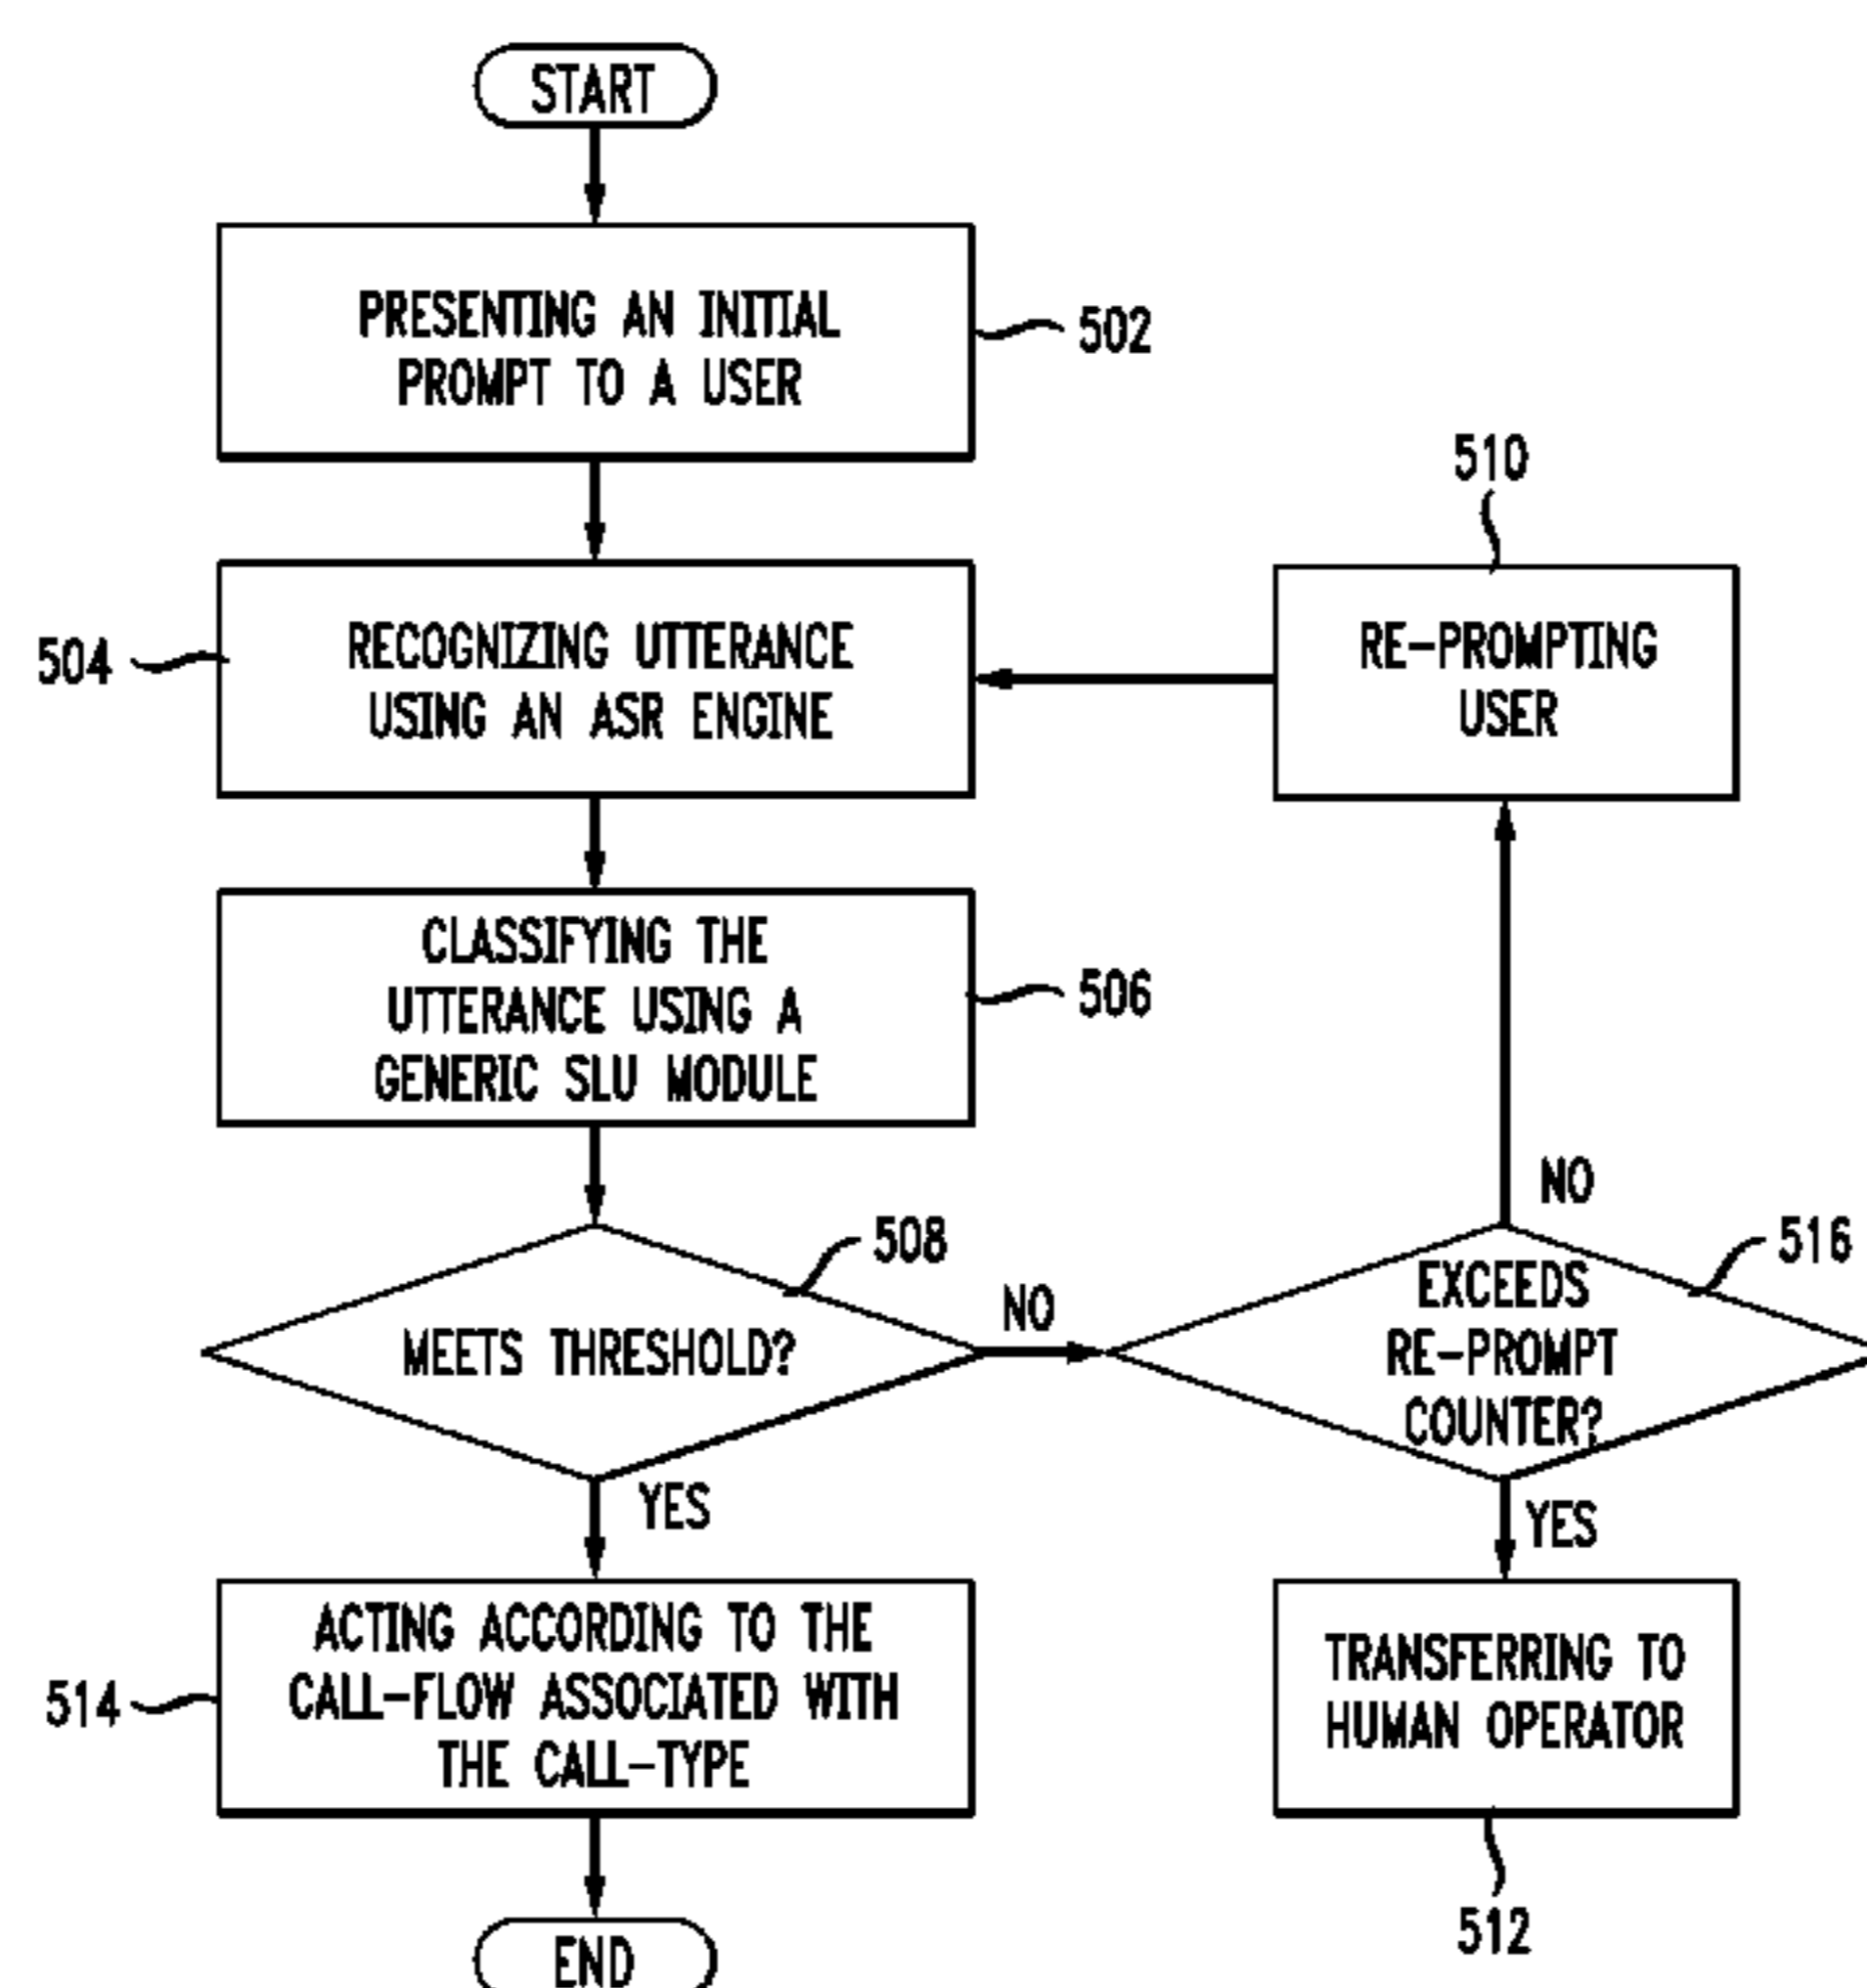 START
PRESENTING AN INITIAL
PROMPT TO A USER
502
510
504
RECOGNIZING UTTERANCE
USING AN ASR ENGINE
RE-PROMPTING
USER
CLASSIFYING THE
UTTERANCE USING A
GENERIC SLU MODULE
506
NO
508
516
MEETS THRESHOLD?
NO
EXCEEDS
RE-PROMPT
COUNTER?
YES
YES
514
ACTING ACCORDING TO THE
CALL-FLOW ASSOCIATED WITH
THE CALL-TYPE
TRANSFERRING TO
HUMAN OPERATOR
512
END